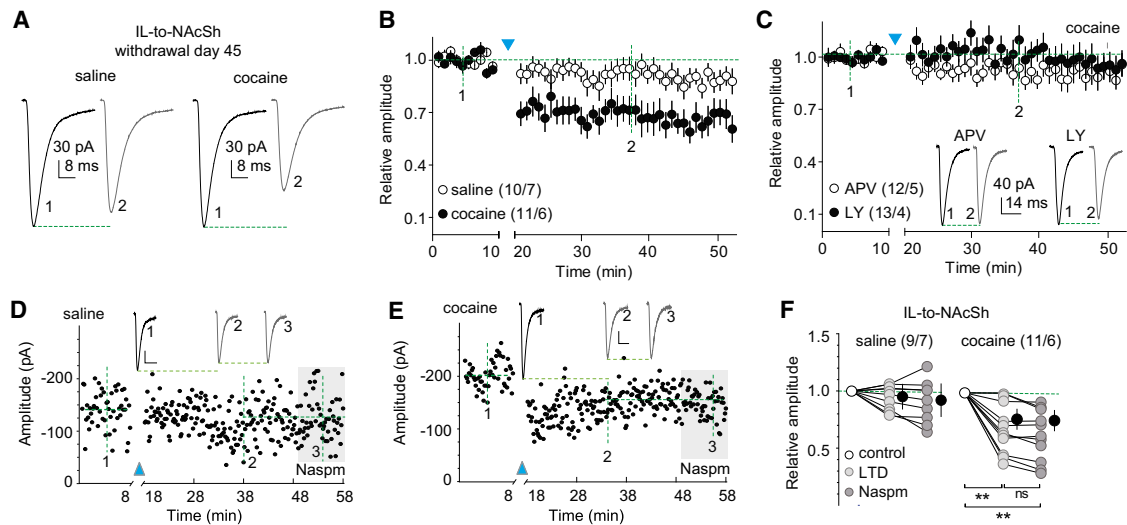 A
IL-to-NAcSh
withdrawal day 45
saline
cocaine
30 pA
8 ms
1
2
30 pA
8 ms
1
2
B
Relative amplitude
1.0
0.7
0.4
0.1
1
2
saline (10/7)
cocaine (11/6)
0 10 20 30 40 50
Time (min)
C
cocaine
Relative amplitude
1.0
0.7
0.4
0.1
1
2
APV
LY
APV (12/5)
LY (13/4)
40 pA
14 ms
1 2
1 2
0 10 20 30 40 50
Time (min)
D
saline
Amplitude (pA)
-200
-100
0
1
2
3
1
2
3
Naspm
8 18 28 38 48 58
Time (min)
E
cocaine
Amplitude (pA)
-200
-100
0
1
2
3
1
2
3
Naspm
8 18 28 38 48 58
Time (min)
F
IL-to-NAcSh
saline (9/7)
cocaine (11/6)
Relative amplitude
1.5
1.0
0.5
control
LTD
Naspm
** ns
**